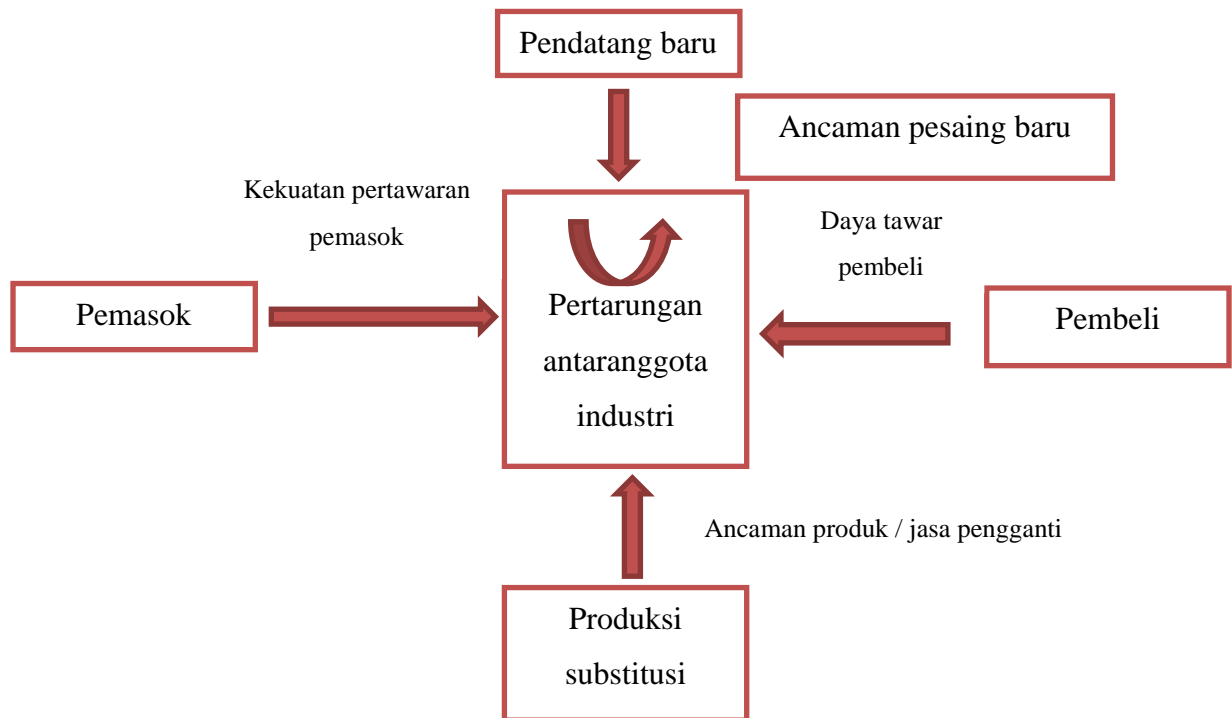 Pendatang baru
Ancaman pesaing baru
Kekuatan pertawaran
pemasok
Daya tawar
pembeli
Pemasok
Pertarungan
antaranggota
industri
Pembeli
Ancaman produk / jasa pengganti
Produksi
substitusi